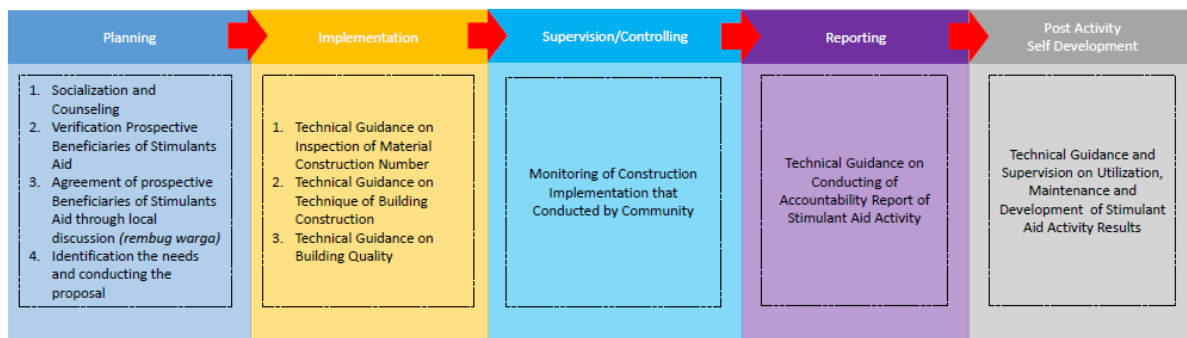 Planning
Implementation
Supervision/Controlling
Reporting
Post Activity
Self Development
1. Socialization and
Counseling
2. Verification Prospective
Beneficiaries of Stimulants
Aid
3. Agreement of prospective
Beneficiaries of Stimulants
Aid through local
discussion (rembug warga)
4. Identification the needs
and conducting the
proposal
1. Technical Guidance on
Inspection of Material
Construction Number
2. Technical Guidance on
Technique of Building
Construction
3. Technical Guidance on
Building Quality
Monitoring of Construction
Implementation that
Conducted by Community
Technical Guidance on
Conducting of
Accountability Report of
Stimulant Aid Activity
Technical Guidance and
Supervision on Utilization,
Maintenance and
Development of Stimulant
Aid Activity Results